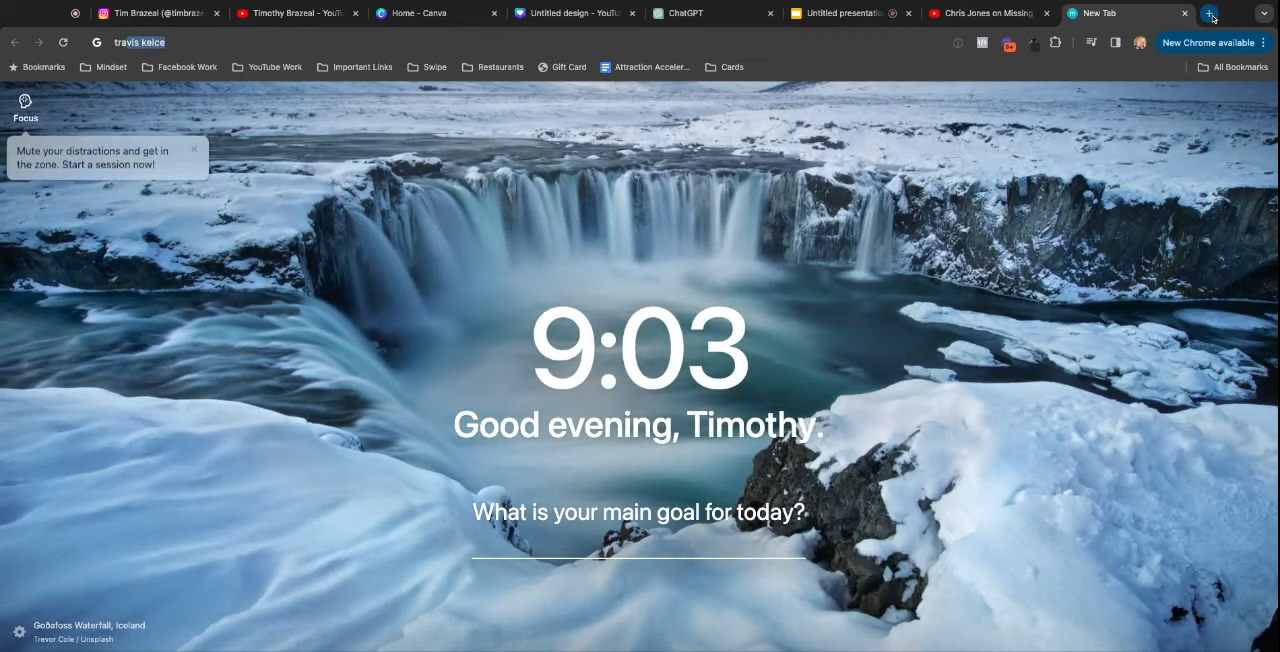 Tim Brazeal (@timbraze
Timothy Brazeal - YouTu
Home - Canva
Untitled design - YouTu
ChatGPT
Untitled presentatio
Chris Jones on Missing
New Tab
travis kelce
9+
New Chrome available
Bookmarks
Mindset
Facebook Work
YouTube Work
Important Links
Swipe
Restaurants
Gift Card
Attraction Acceler...
Cards
All Bookmarks
Focus
Mute your distractions and get in
the zone. Start a session now!
9:03
Good evening, Timothy.
What is your main goal for today?
Goðafoss Waterfall, Iceland
Trevor Cole / Unsplash